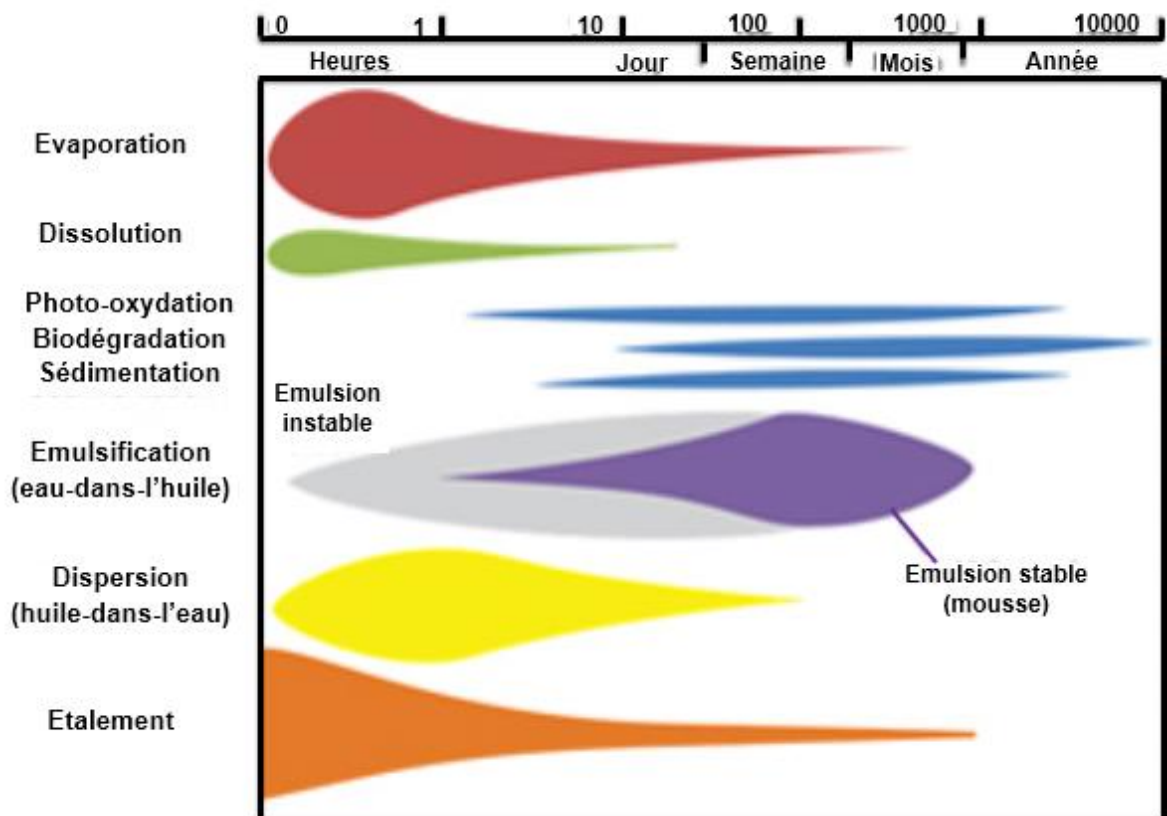 0 1 10 100 1000 10000
Heures Jour Semaine Mois Année
Evaporation
Dissolution
Photo-oxydation
Biodégradation
Sédimentation
Emulsion
instable
Emulsification
(eau-dans-l'huile)
Dispersion
(huile-dans-l'eau)
Emulsion stable
(mousse)
Etalement